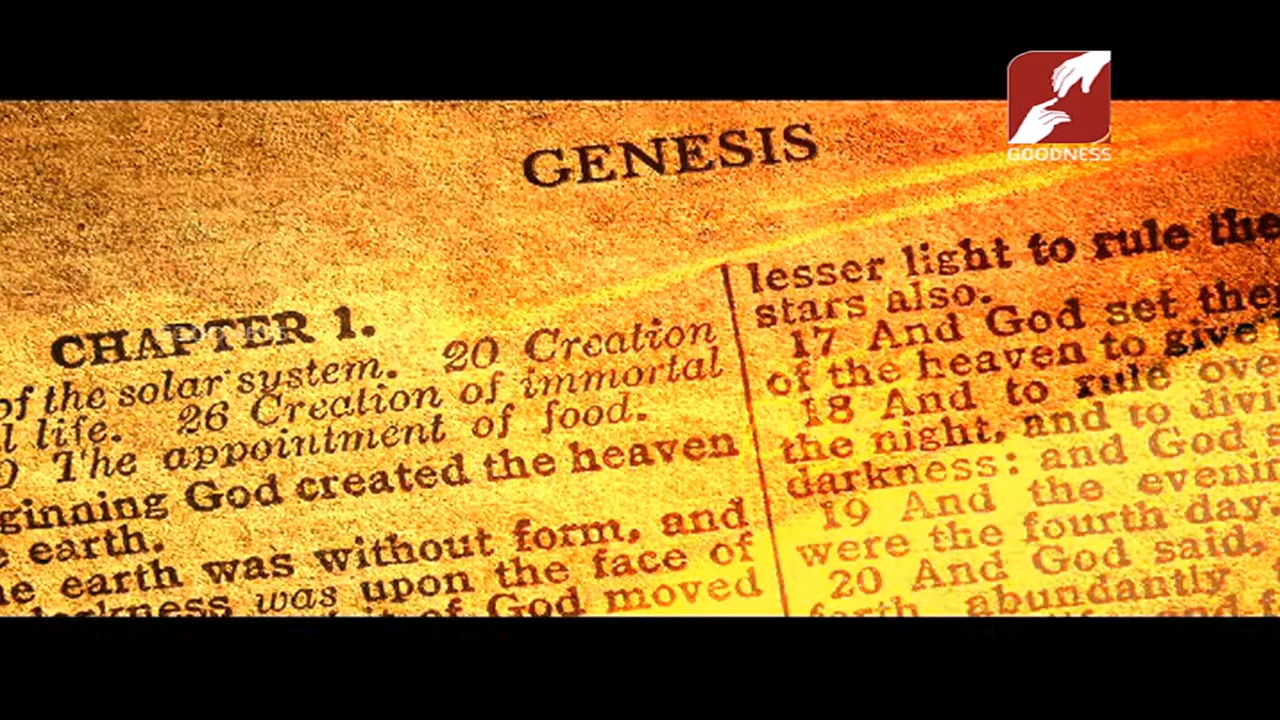 GOODNESS
GENESIS
CHAPTER 1.
of the solar system. 20 Creation
l life. 26 Creation of immortal
The appointment of food.
ginning God created the heaven
earth.
earth was without form, and
was upon the face of
of God moved
lesser light to rule the
stars also.
17 And God set the
of the heaven to give
18 And to rule ove
the night, and to divi
darkness: and God s
19 And the evenin
were the fourth day.
20 And God said,
forth abundantly